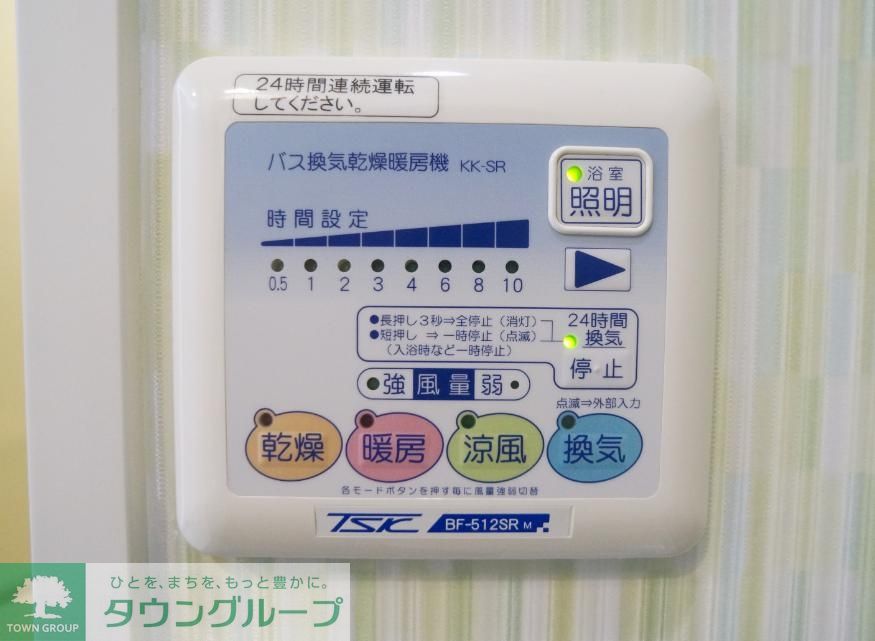 24時間連続運転
してください。
バス換気乾燥暖房機 KK-SR
浴室
照明
時間設定
0.5 1 2 3 4 6 8 10
●長押し3秒⇒全停止（消灯）
●短押し ⇒一時停止（点滅）
（入浴時など一時停止）
24時間
換気
停止
強 風量 弱
点滅⇒外部入力
乾燥 暖房 涼風 換気
各モードボタンを押す毎に風量強弱切替
TSK BF-512SR M
TOWN GROUP
ひとを、まちを、もっと豊かに。
タウングループ